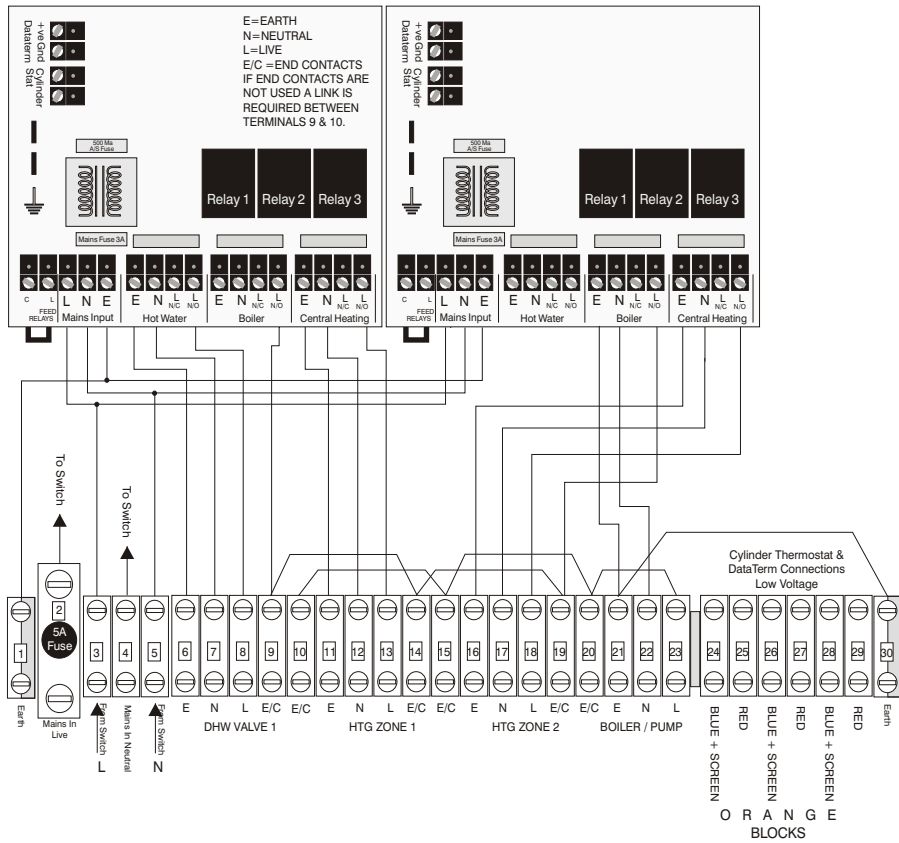 +ve Gnd
Dataterm
Cylinder
Stat
E=EARTH
N=NEUTRAL
L=LIVE
E/C =END CONTACTS
IF END CONTACTS ARE
NOT USED A LINK IS
REQUIRED BETWEEN
TERMINALS 9 & 10.
500 Ma
A/S Fuse
Relay 1 Relay 2 Relay 3
Mains Fuse 3A
C L L N E E N L N/C L N/O E N L N/C L N/O E N L N/C L N/O
FEED
RELAYS
Mains Input Hot Water Boiler Central Heating
+ve Gnd
Dataterm
Cylinder
Stat
500 Ma
A/S Fuse
Relay 1 Relay 2 Relay 3
Mains Fuse 3A
C L L N E E N L N/C L N/O E N L N/C L N/O E N L N/C L N/O
FEED
RELAYS
Mains Input Hot Water Boiler Central Heating
To Switch
To Switch
Cylinder Thermostat &
DataTerm Connections
Low Voltage
1 2 3 4 5 6 7 8 9 10 11 12 13 14 15 16 17 18 19 20 21 22 23 24 25 26 27 28 29 30
5A
Fuse
Earth
Mains In
Live
From Switch
L
Mains In Neutral
From Switch
N
E N L E/C E/C E N L E/C E/C E N L E/C E/C E N L
DHW VALVE 1 HTG ZONE 1 HTG ZONE 2 BOILER / PUMP
BLUE + SCREEN
RED
BLUE + SCREEN
RED
BLUE + SCREEN
RED
Earth
O R A N G E
BLOCKS